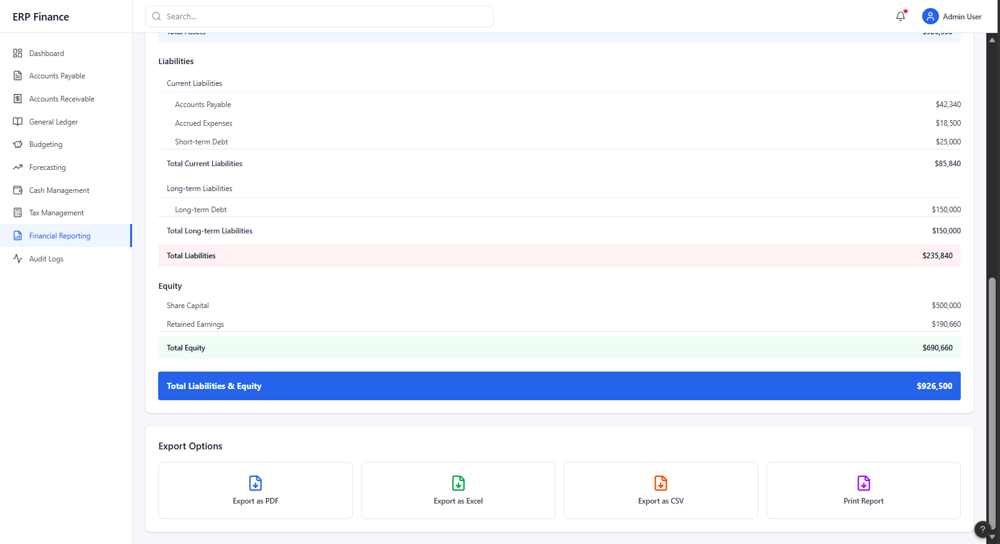 ERP Finance
Search...
Admin User
Dashboard
Accounts Payable
Accounts Receivable
General Ledger
Budgeting
Forecasting
Cash Management
Tax Management
Financial Reporting
Audit Logs
Total Assets $926,500
Liabilities
Current Liabilities
Accounts Payable $42,340
Accrued Expenses $18,500
Short-term Debt $25,000
Total Current Liabilities $85,840
Long-term Liabilities
Long-term Debt $150,000
Total Long-term Liabilities $150,000
Total Liabilities $235,840
Equity
Share Capital $500,000
Retained Earnings $190,660
Total Equity $690,660
Total Liabilities & Equity $926,500
Export Options
Export as PDF
Export as Excel
Export as CSV
Print Report
?